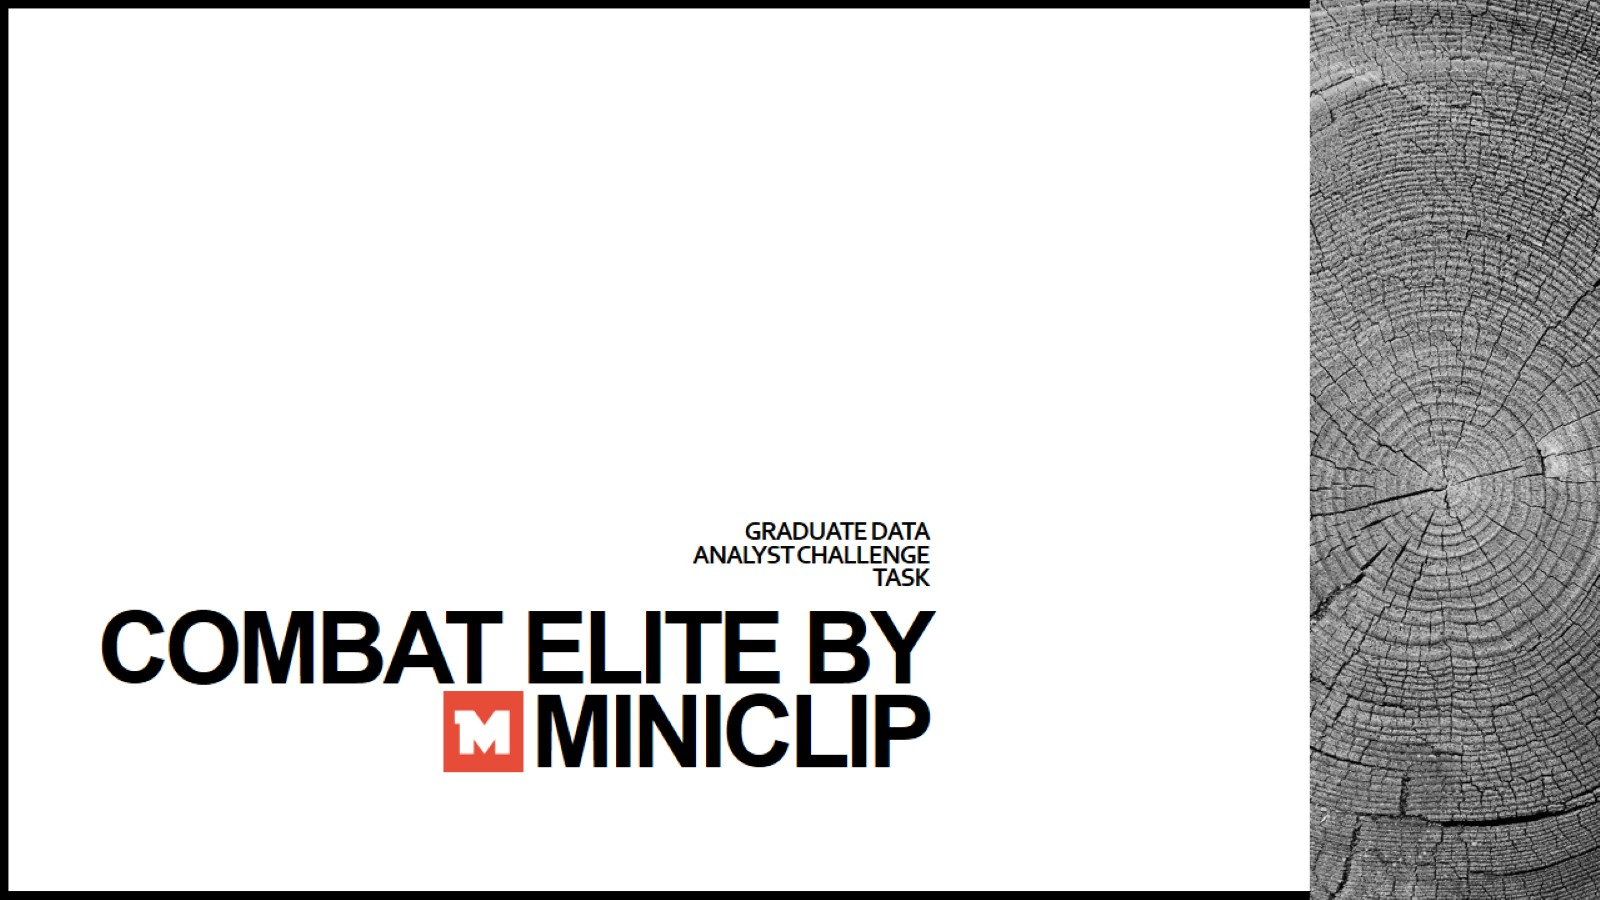 GRADUATE DATA
ANALYST CHALLENGE
TASK
COMBAT ELITE BY
M MINICLIP